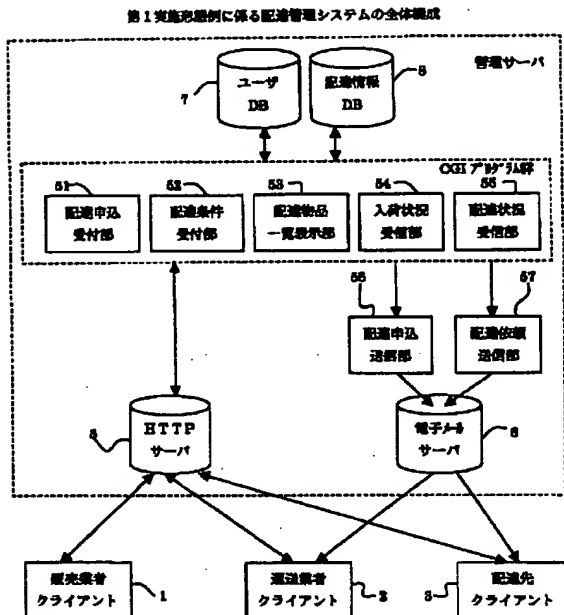 第1実施形態例に係る配達管理システムの全体構成
管理サーバ
ユーザ
DB
7
配達情報
DB
8
CGIプログラム群
51
52
53
54
55
配達申込
受付部
配達条件
受付部
配達物品
一覧表示部
入荷状況
受信部
配達状況
受信部
56
57
配達申込
送信部
配達依頼
送信部
5
HTTP
サーバ
電子メール
サーバ
6
販売業者
クライアント
1
運送業者
クライアント
2
3
配達先
クライアント